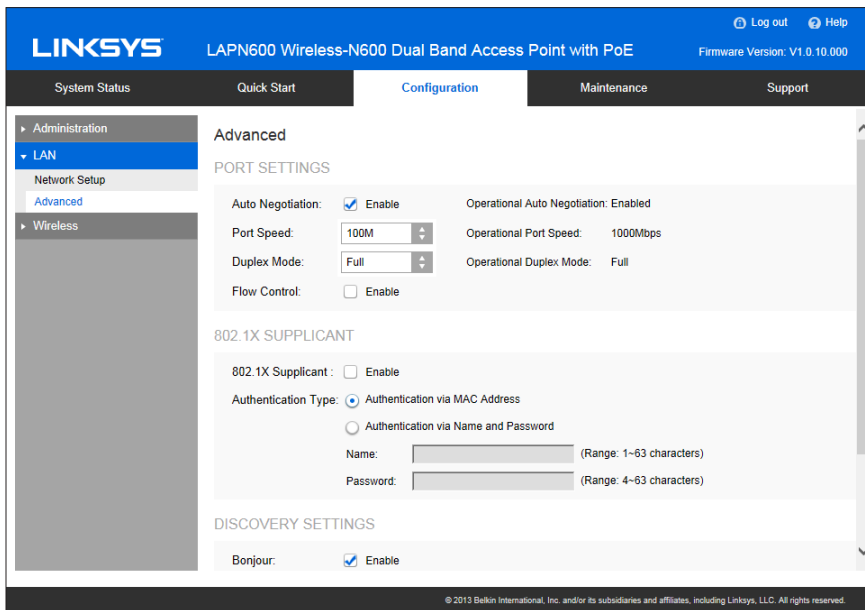 Log out Help
LINKSYS LAPN600 Wireless-N600 Dual Band Access Point with PoE Firmware Version: V1.0.10.000
System Status Quick Start Configuration Maintenance Support
Administration
LAN
Network Setup
Advanced
Wireless
Advanced
PORT SETTINGS
Auto Negotiation: Enable Operational Auto Negotiation: Enabled
Port Speed: 100M Operational Port Speed: 1000Mbps
Duplex Mode: Full Operational Duplex Mode: Full
Flow Control: Enable
802.1X SUPPLICANT
802.1X Supplicant : Enable
Authentication Type: Authentication via MAC Address
Authentication via Name and Password
Name: (Range: 1~63 characters)
Password: (Range: 4~63 characters)
DISCOVERY SETTINGS
Bonjour: Enable
© 2013 Belkin International, Inc. and/or its subsidiaries and affiliates, including Linksys, LLC. All rights reserved.